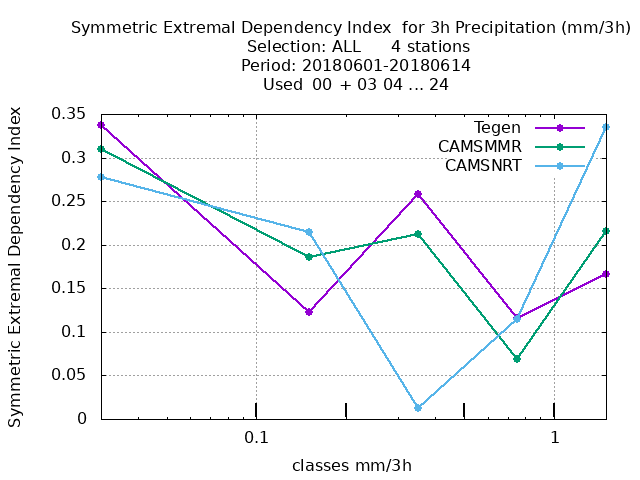 Symmetric Extremal Dependency Index  for 3h Precipitation (mm/3h)
Selection: ALL      4 stations
Period: 20180601-20180614
Used  00 + 03 04 ... 24
Symmetric Extremal Dependency Index
0.35
0.3
0.25
0.2
0.15
0.1
0.05
0
Tegen
CAMSMMR
CAMSNRT
0.1
1
classes mm/3h